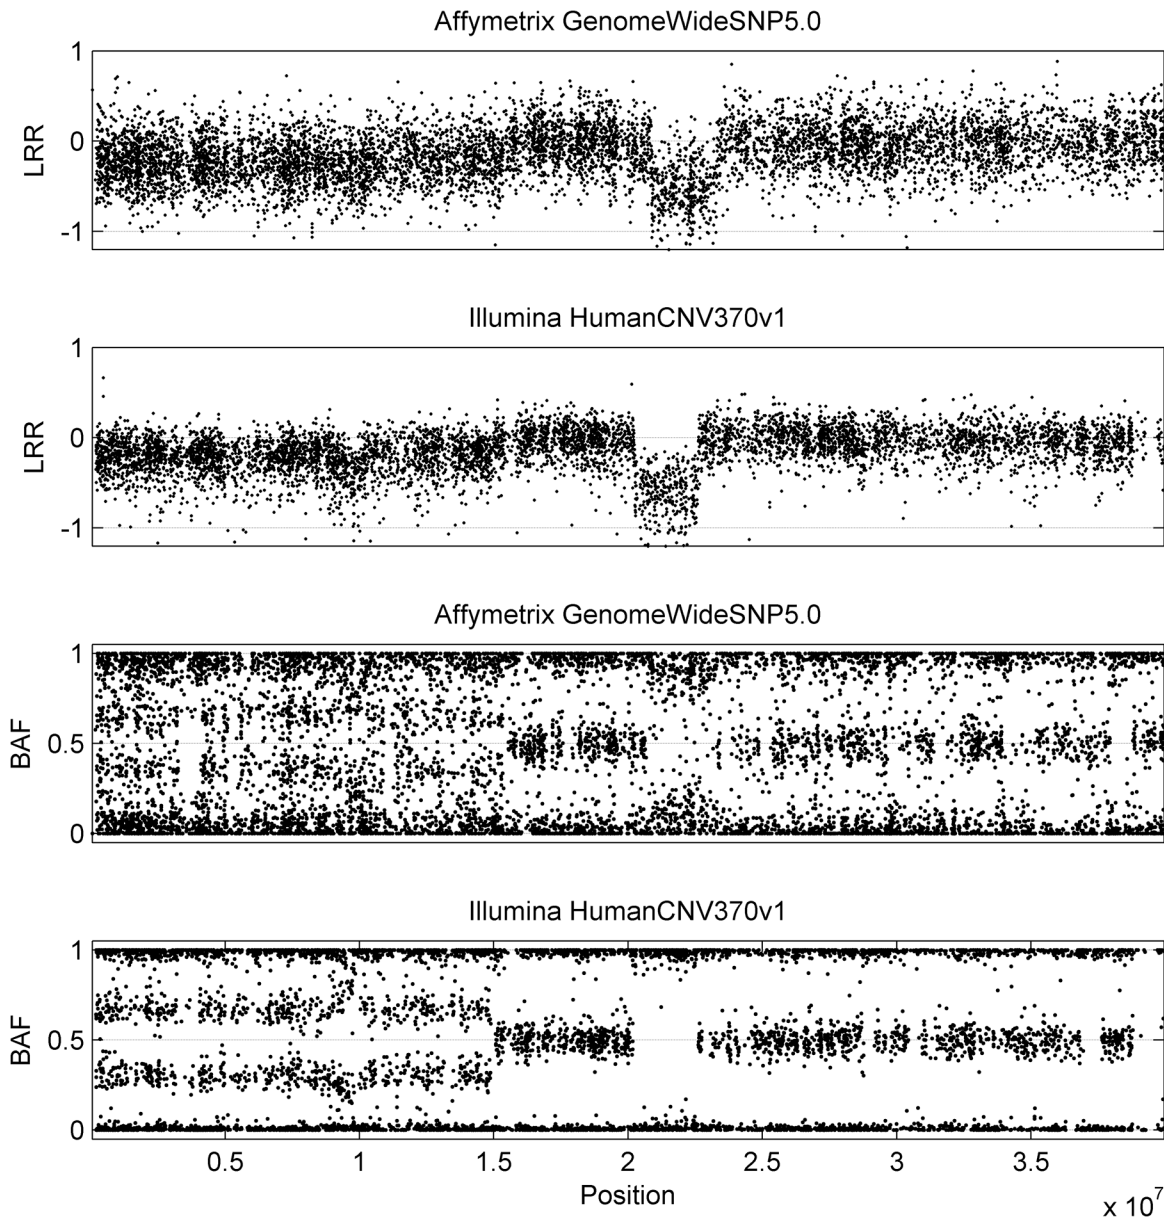 Affymetrix GenomeWideSNP5.0
1
0
-1
LRR
Illumina HumanCNV370v1
1
0
-1
LRR
Affymetrix GenomeWideSNP5.0
1
0.5
0
BAF
Illumina HumanCNV370v1
1
0.5
0
BAF
0.5 1 1.5 2 2.5 3 3.5
Position
x 10^7